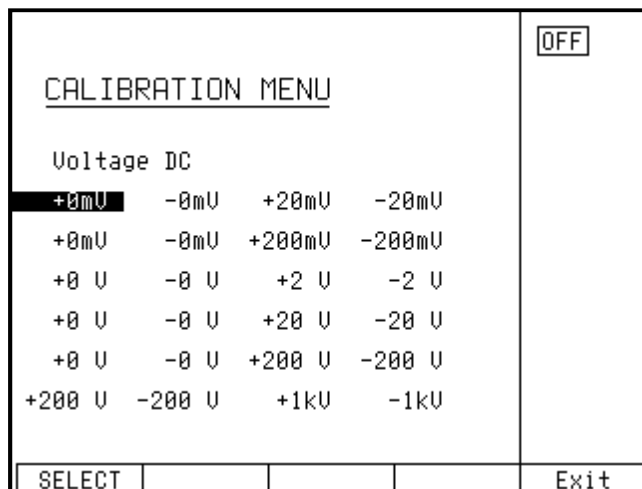 OFF
CALIBRATION MENU
Voltage DC
+0mV -0mV +20mV -20mV
+0mV -0mV +200mV -200mV
+0 V -0 V +2 V -2 V
+0 V -0 V +20 V -20 V
+0 V -0 V +200 V -200 V
+200 V -200 V +1kV -1kV
SELECT Exit